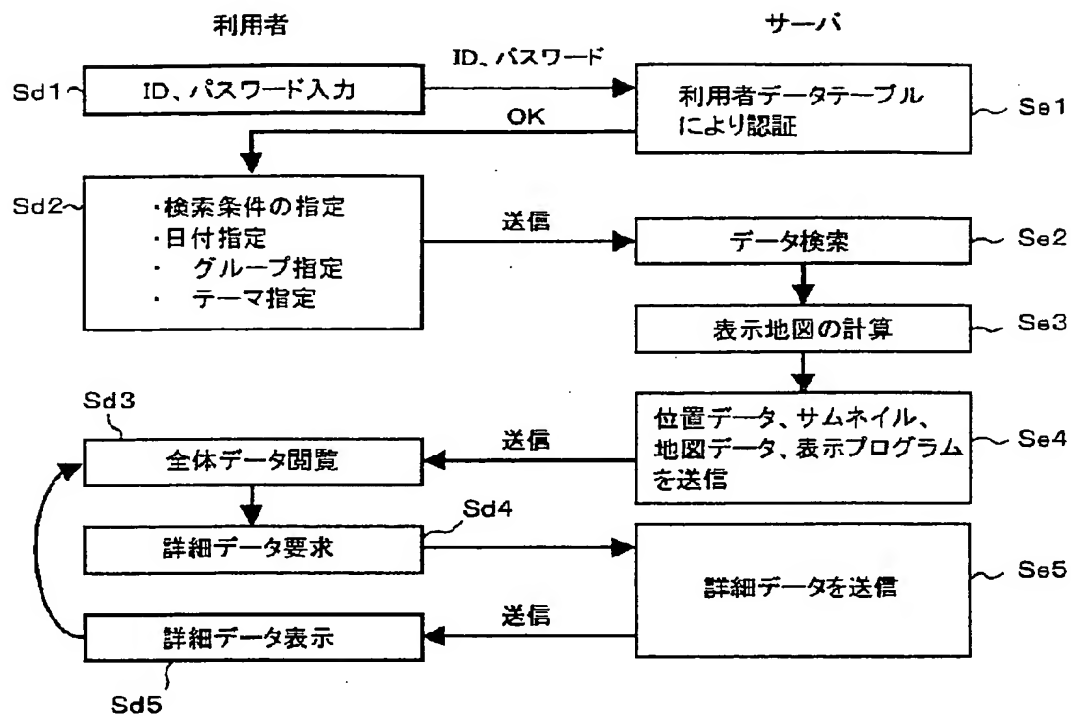 利用者
サーバ
ID、パスワード
Sd1
ID、パスワード入力
利用者データテーブル
により認証
Se1
OK
Sd2
・検索条件の指定
・日付指定
・ グループ指定
・ テーマ指定
送信
データ検索
Se2
表示地図の計算
Se3
Sd3
全体データ閲覧
送信
位置データ、サムネイル、
地図データ、表示プログラム
を送信
Se4
Sd4
詳細データ要求
詳細データを送信
Se5
送信
詳細データ表示
Sd5